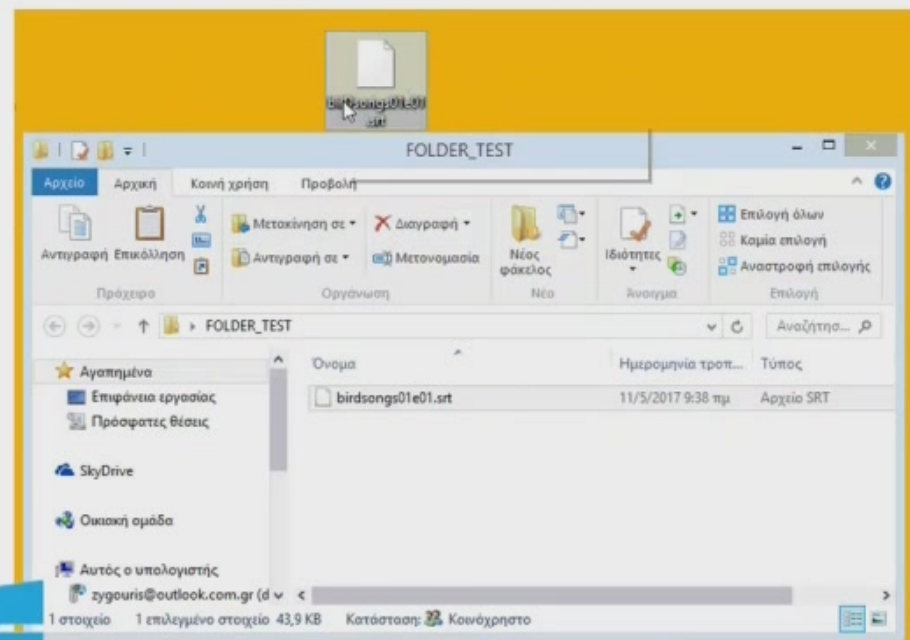 birdsongs01e01
.srt
FOLDER_TEST
Αρχείο Αρχική Κοινή χρήση Προβολή
Αντιγραφή Επικόλληση
Μετακίνηση σε
Αντιγραφή σε
Διαγραφή
Μετονομασία
Νέος
φάκελος
Ιδιότητες
Επιλογή όλων
Καμία επιλογή
Αναστροφή επιλογής
Πρόχειρο Οργάνωση Νέο Άνοιγμα Επιλογή
FOLDER_TEST
Αναζήτησ...
Όνομα Ημερομηνία τροπ... Τύπος
birdsongs01e01.srt 11/5/2017 9:38 πμ Αρχείο SRT
Αγαπημένα
Επιφάνεια εργασίας
Πρόσφατες θέσεις
SkyDrive
Οικιακή ομάδα
Αυτός ο υπολογιστής
zygouris@outlook.com.gr (d
1 στοιχείο 1 επιλεγμένο στοιχείο 43,9 KB Κατάσταση: Κοινόχρηστο